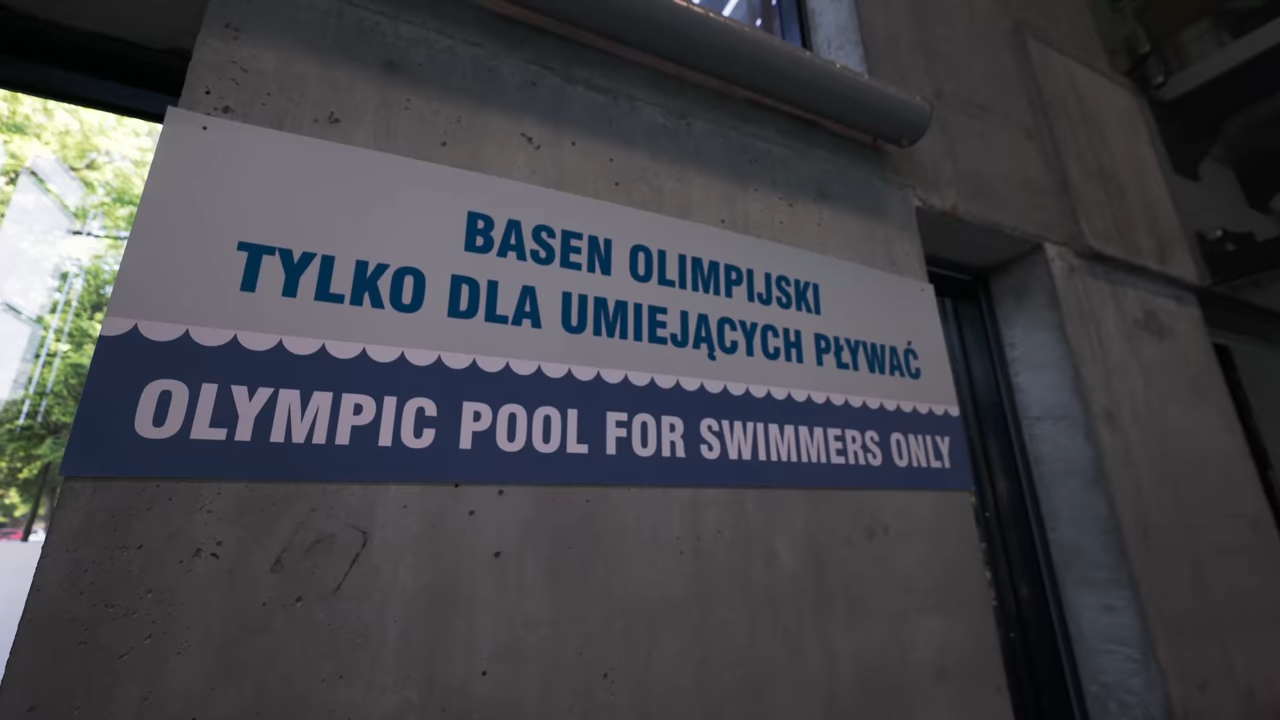 BASEN OLIMPIJSKI
TYLKO DLA UMIEJĄCYCH PŁYWAĆ
OLYMPIC POOL FOR SWIMMERS ONLY